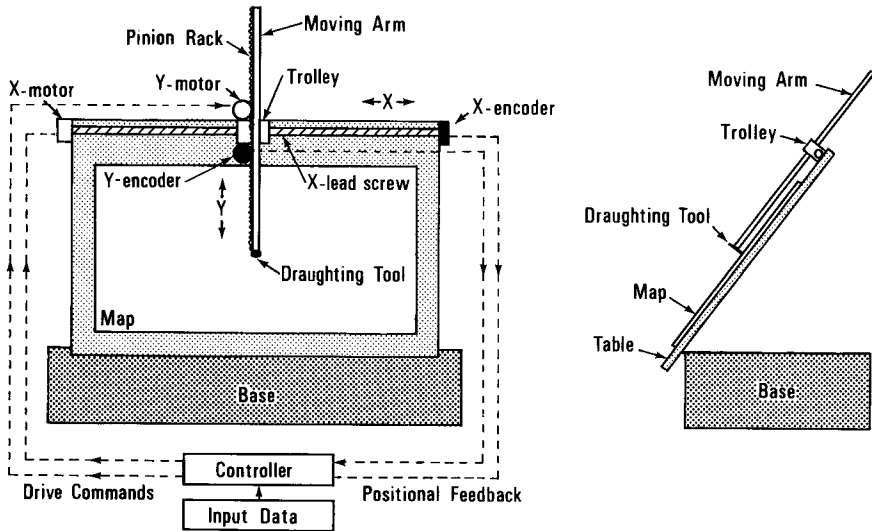 Pinion Rack
Moving Arm
Y-motor
Trolley
X-motor
X
X-encoder
Y-encoder
X-lead screw
Y
Draughting Tool
Map
Base
Controller
Drive Commands
Positional Feedback
Input Data
Moving Arm
Trolley
Draughting Tool
Map
Table
Base